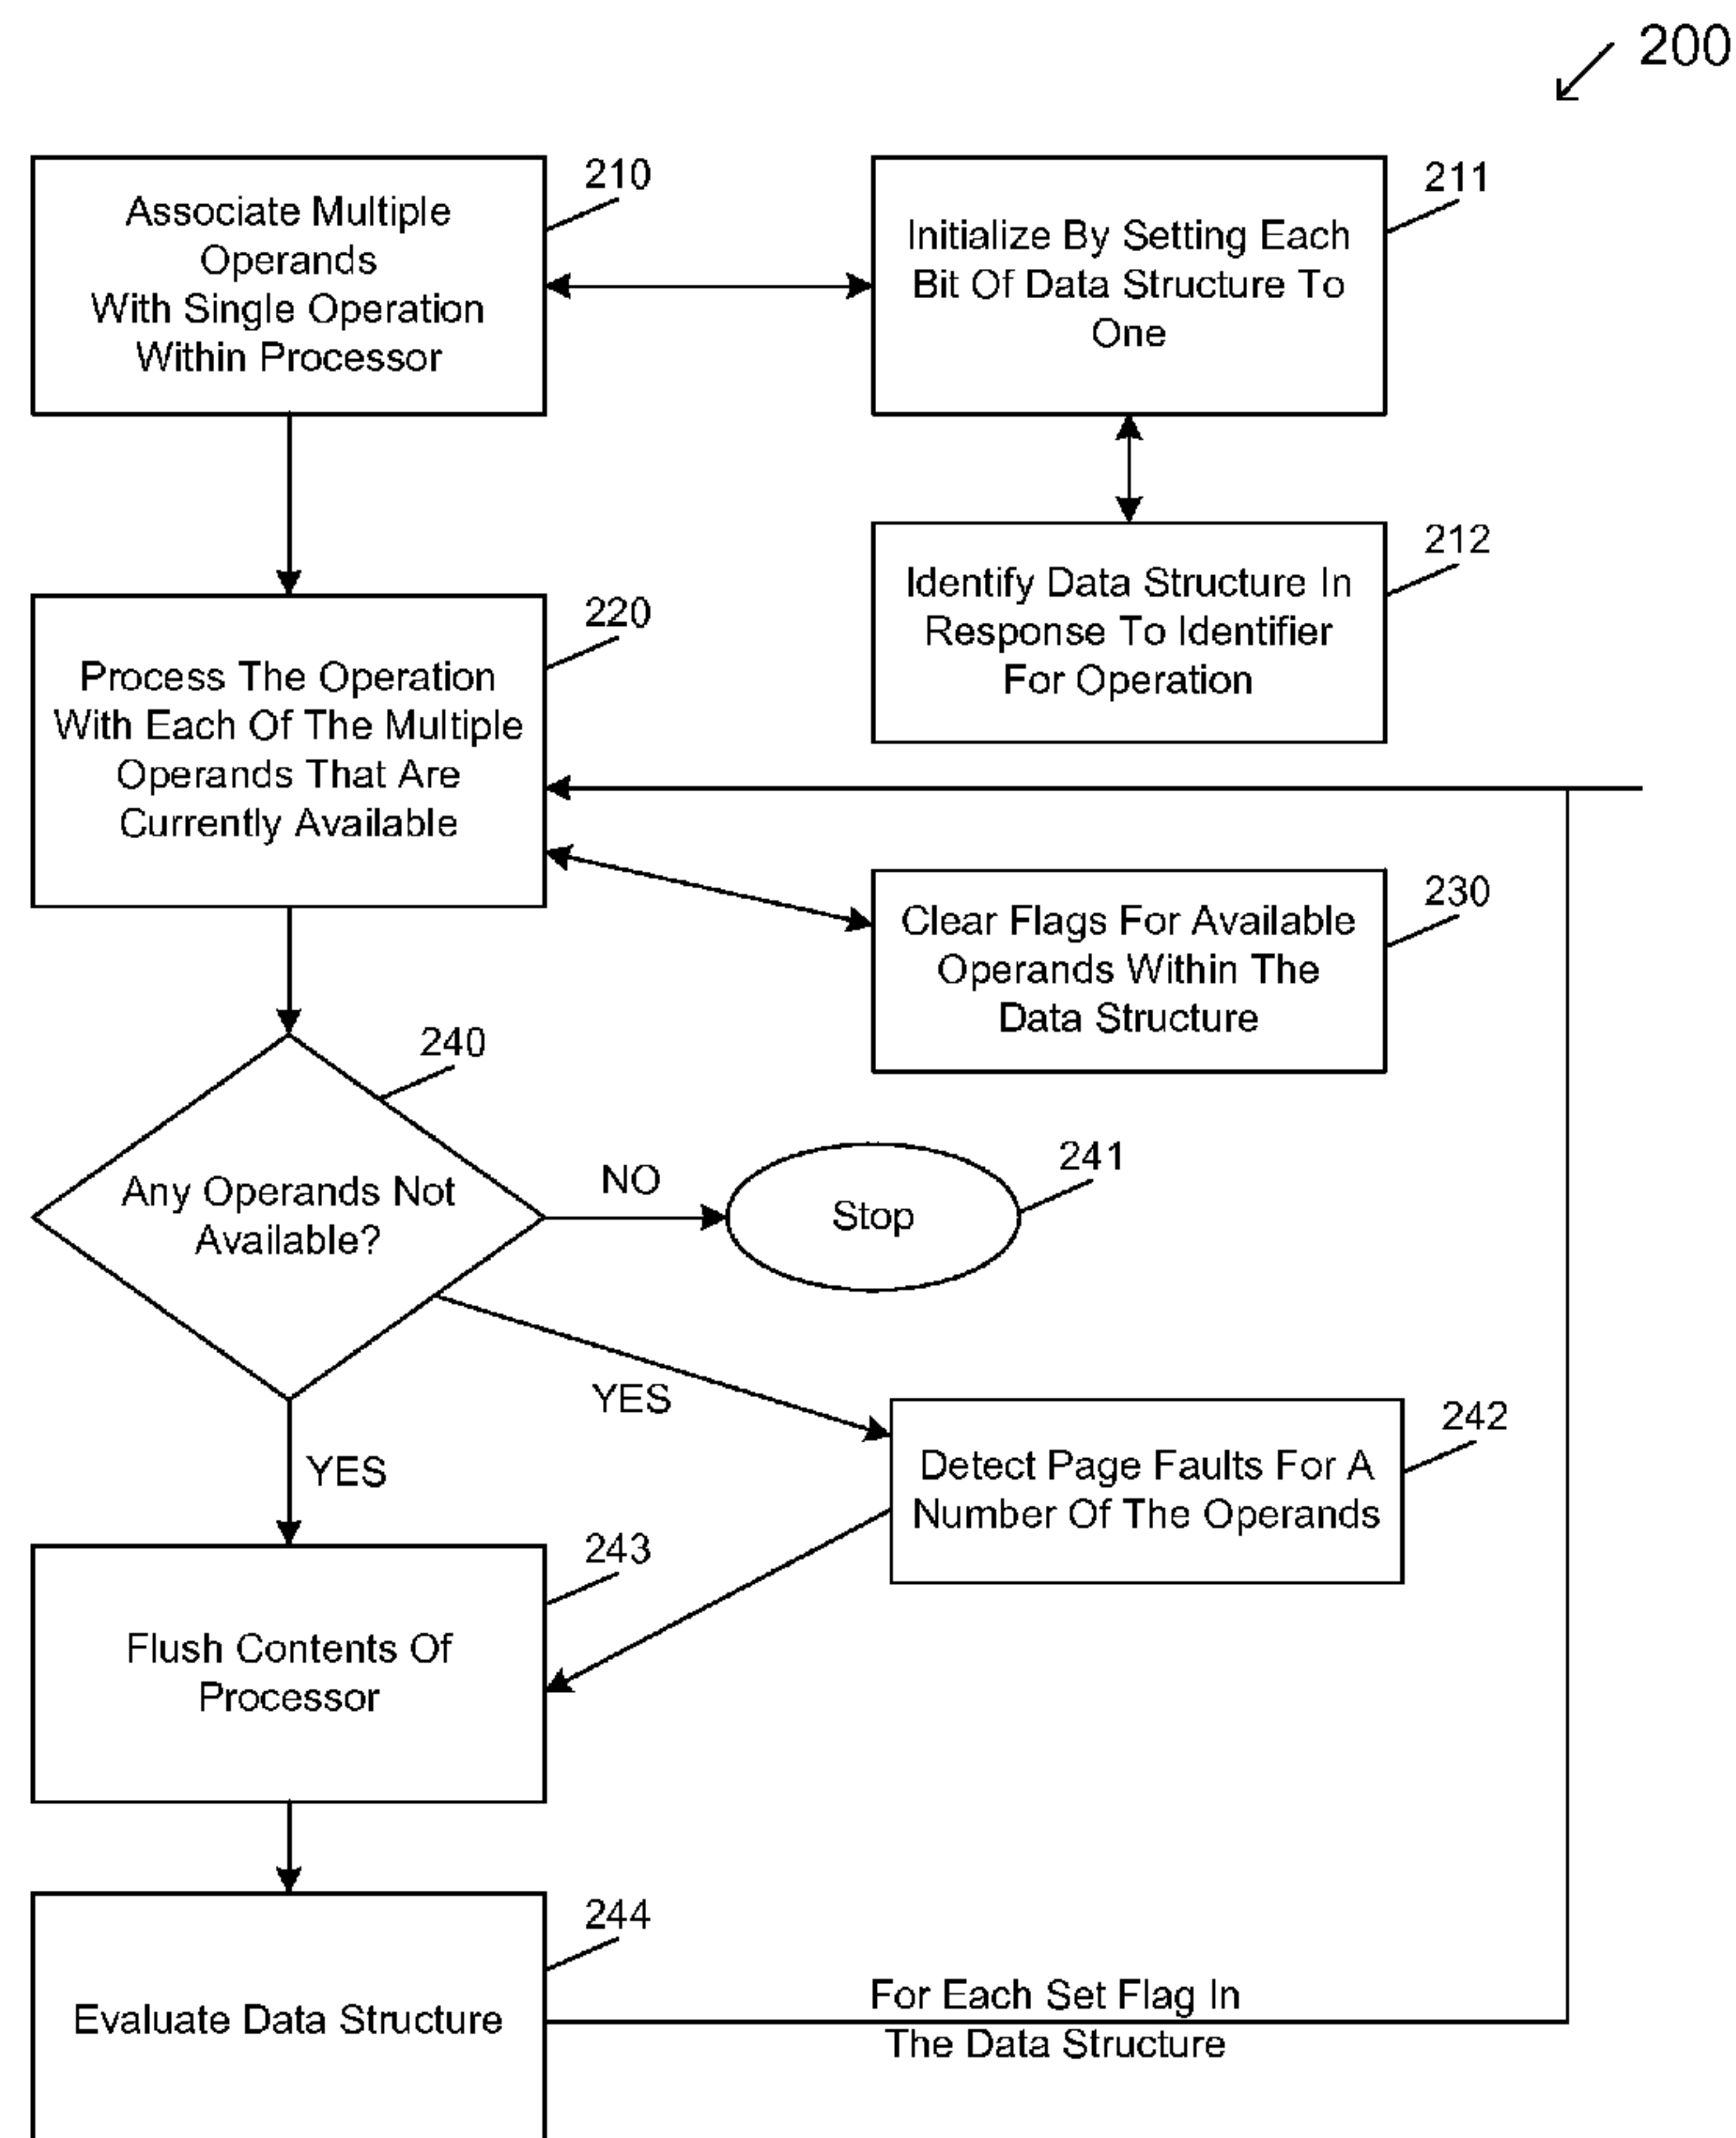 200
210
Associate Multiple
Operands
With Single Operation
Within Processor
211
Initialize By Setting Each
Bit Of Data Structure To
One
212
Identify Data Structure In
Response To Identifier
For Operation
220
Process The Operation
With Each Of The Multiple
Operands That Are
Currently Available
230
Clear Flags For Available
Operands Within The
Data Structure
240
Any Operands Not
Available?
NO
241
Stop
YES
242
Detect Page Faults For A
Number Of The Operands
YES
243
Flush Contents Of
Processor
244
Evaluate Data Structure
For Each Set Flag In
The Data Structure